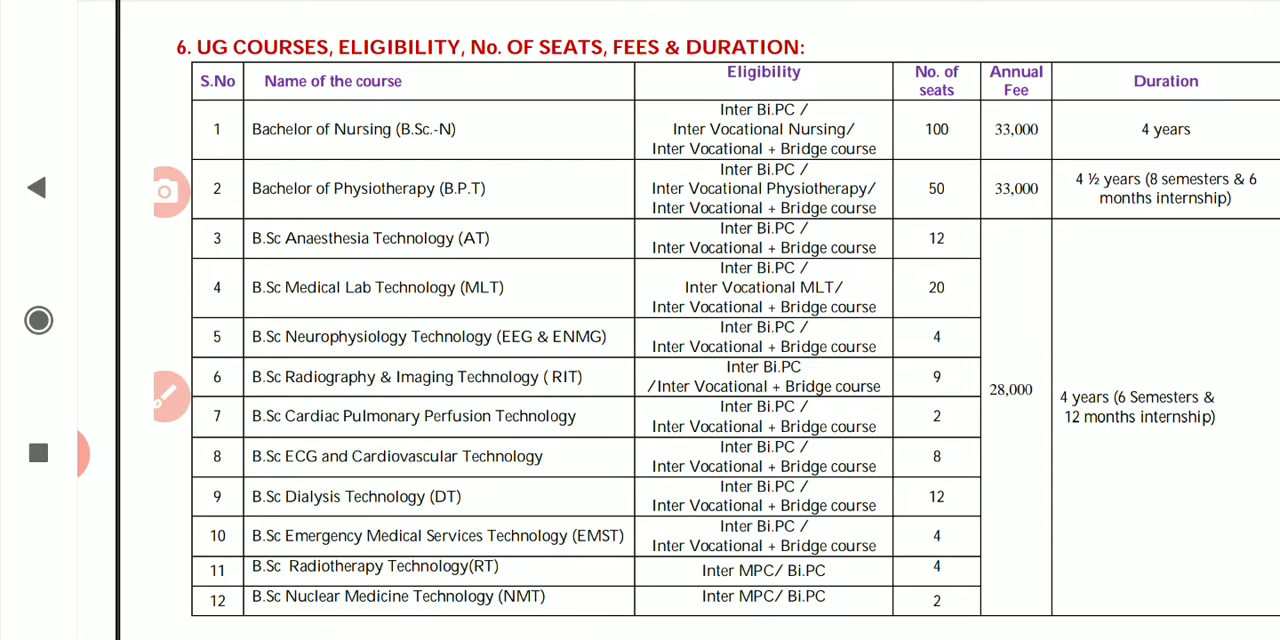 6. UG COURSES, ELIGIBILITY, No. OF SEATS, FEES & DURATION:
S.No Name of the course Eligibility No. of seats Annual Fee Duration
1 Bachelor of Nursing (B.Sc.-N) Inter Bi.PC / Inter Vocational Nursing/ Inter Vocational + Bridge course 100 33,000 4 years
2 Bachelor of Physiotherapy (B.P.T) Inter Bi.PC / Inter Vocational Physiotherapy/ Inter Vocational + Bridge course 50 33,000 4 ½ years (8 semesters & 6 months internship)
3 B.Sc Anaesthesia Technology (AT) Inter Bi.PC / Inter Vocational + Bridge course 12
4 B.Sc Medical Lab Technology (MLT) Inter Bi.PC / Inter Vocational MLT/ Inter Vocational + Bridge course 20
5 B.Sc Neurophysiology Technology (EEG & ENMG) Inter Bi.PC / Inter Vocational + Bridge course 4
6 B.Sc Radiography & Imaging Technology ( RIT) Inter Bi.PC /Inter Vocational + Bridge course 9
28,000 4 years (6 Semesters & 12 months internship)
7 B.Sc Cardiac Pulmonary Perfusion Technology Inter Bi.PC / Inter Vocational + Bridge course 2
8 B.Sc ECG and Cardiovascular Technology Inter Bi.PC / Inter Vocational + Bridge course 8
9 B.Sc Dialysis Technology (DT) Inter Bi.PC / Inter Vocational + Bridge course 12
10 B.Sc Emergency Medical Services Technology (EMST) Inter Bi.PC / Inter Vocational + Bridge course 4
11 B.Sc Radiotherapy Technology(RT) Inter MPC/ Bi.PC 4
12 B.Sc Nuclear Medicine Technology (NMT) Inter MPC/ Bi.PC 2